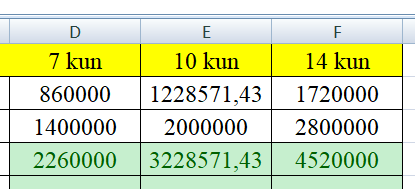 D E F
7 kun 10 kun 14 kun
860000 1228571,43 1720000
1400000 2000000 2800000
2260000 3228571,43 4520000